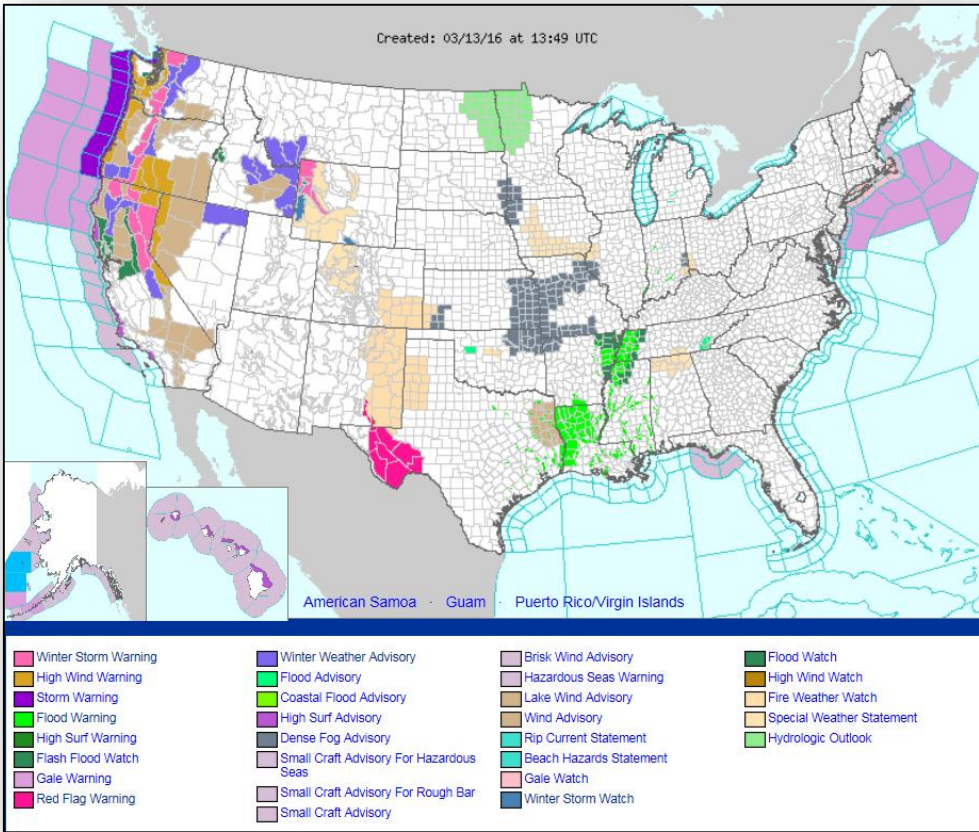 Created: 03/13/16 at 13:49 UTC
American Samoa · Guam · Puerto Rico/Virgin Islands
Winter Storm Warning
High Wind Warning
Storm Warning
Flood Warning
High Surf Warning
Flash Flood Watch
Gale Warning
Red Flag Warning
Winter Weather Advisory
Flood Advisory
Coastal Flood Advisory
High Surf Advisory
Dense Fog Advisory
Small Craft Advisory For Hazardous
Seas
Small Craft Advisory For Rough Bar
Small Craft Advisory
Brisk Wind Advisory
Hazardous Seas Warning
Lake Wind Advisory
Wind Advisory
Rip Current Statement
Beach Hazards Statement
Gale Watch
Winter Storm Watch
Flood Watch
High Wind Watch
Fire Weather Watch
Special Weather Statement
Hydrologic Outlook